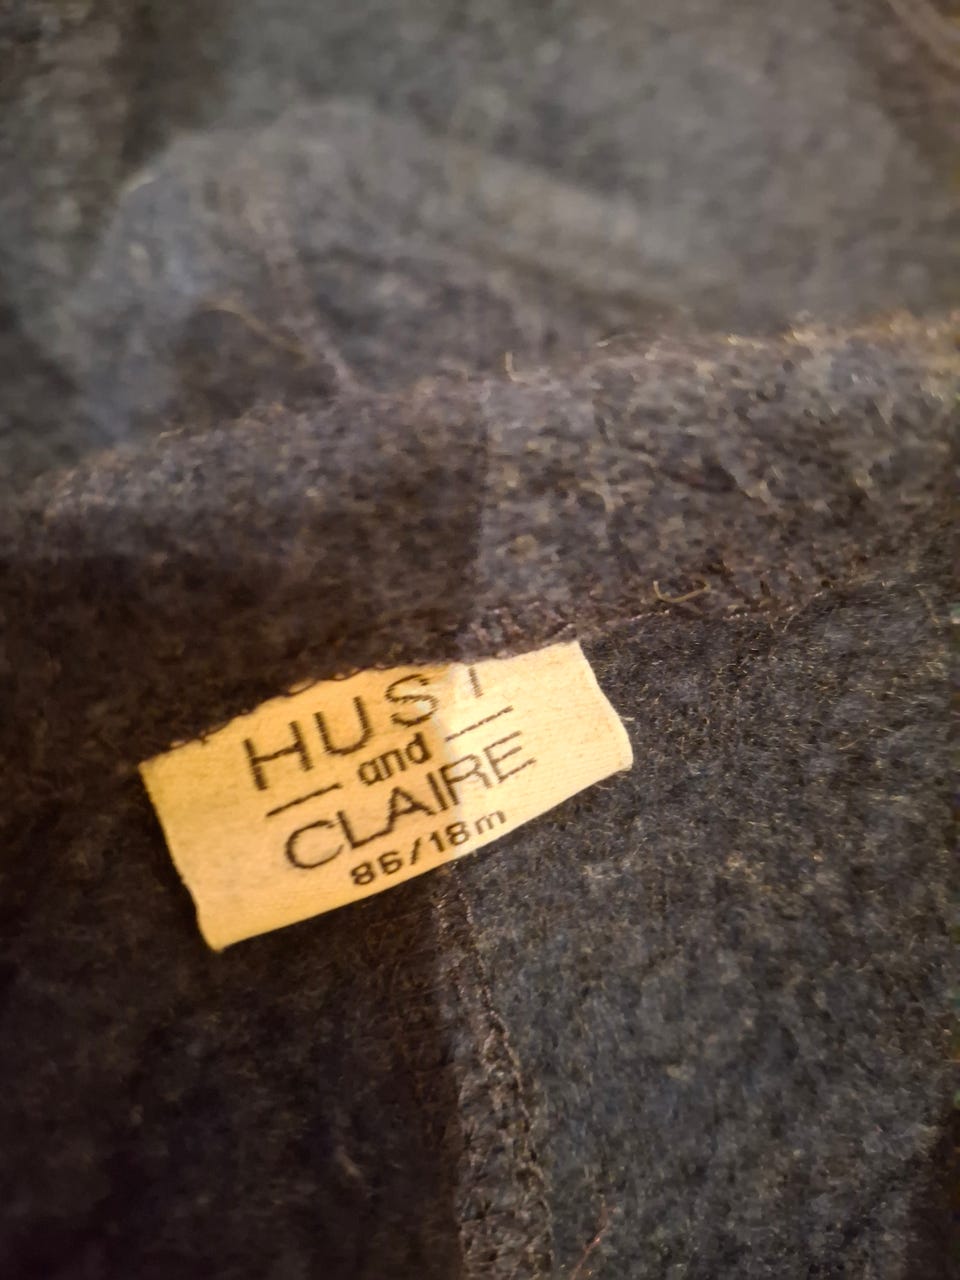 HUST
and
CLAIRE
86/18m